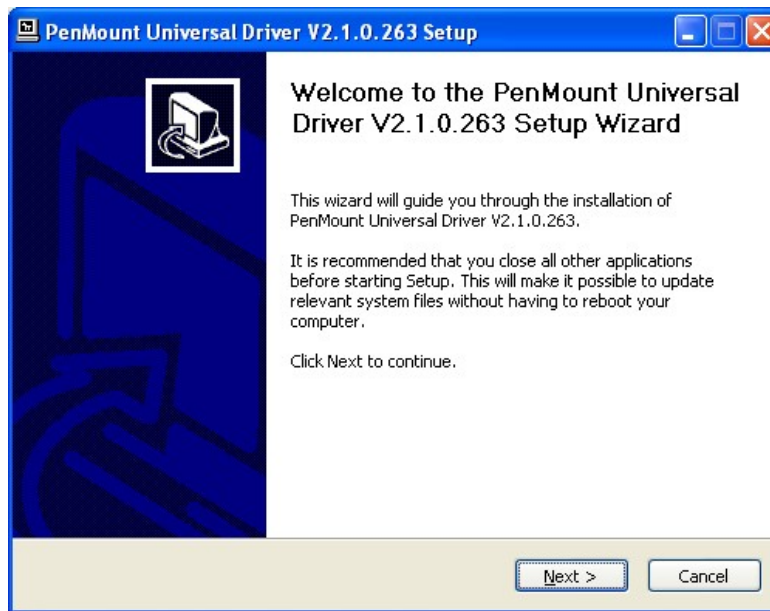 PenMount Universal Driver V2.1.0.263 Setup
Welcome to the PenMount Universal
Driver V2.1.0.263 Setup Wizard
This wizard will guide you through the installation of
PenMount Universal Driver V2.1.0.263.
It is recommended that you close all other applications
before starting Setup. This will make it possible to update
relevant system files without having to reboot your
computer.
Click Next to continue.
Next >
Cancel